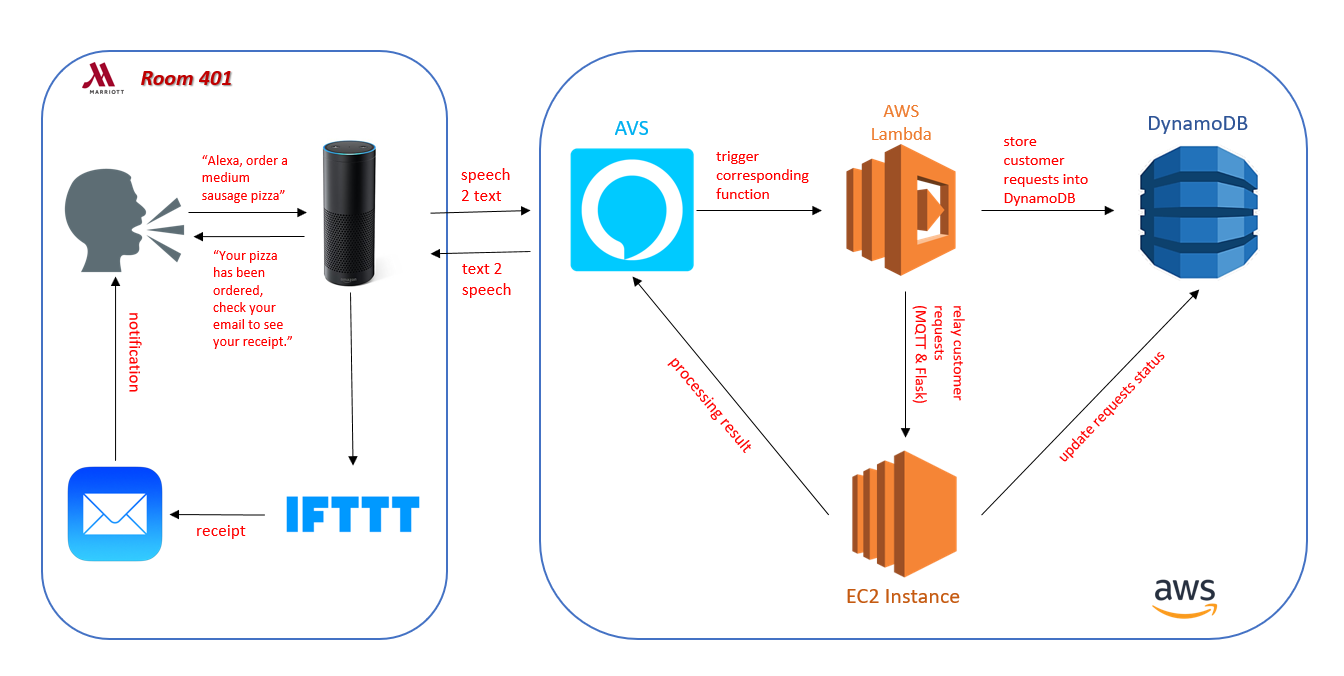 MARRIOTT
Room 401
“Alexa, order a
medium
sausage pizza”
“Your pizza
has been
ordered,
check your
email to see
your receipt.”
notification
receipt
IFTTT
speech
2 text
text 2
speech
AVS
trigger
corresponding
function
AWS
Lambda
store
customer
requests into
DynamoDB
DynamoDB
relay customer
requests
(MQTT & Flask)
processing result
update requests status
EC2 Instance
aws